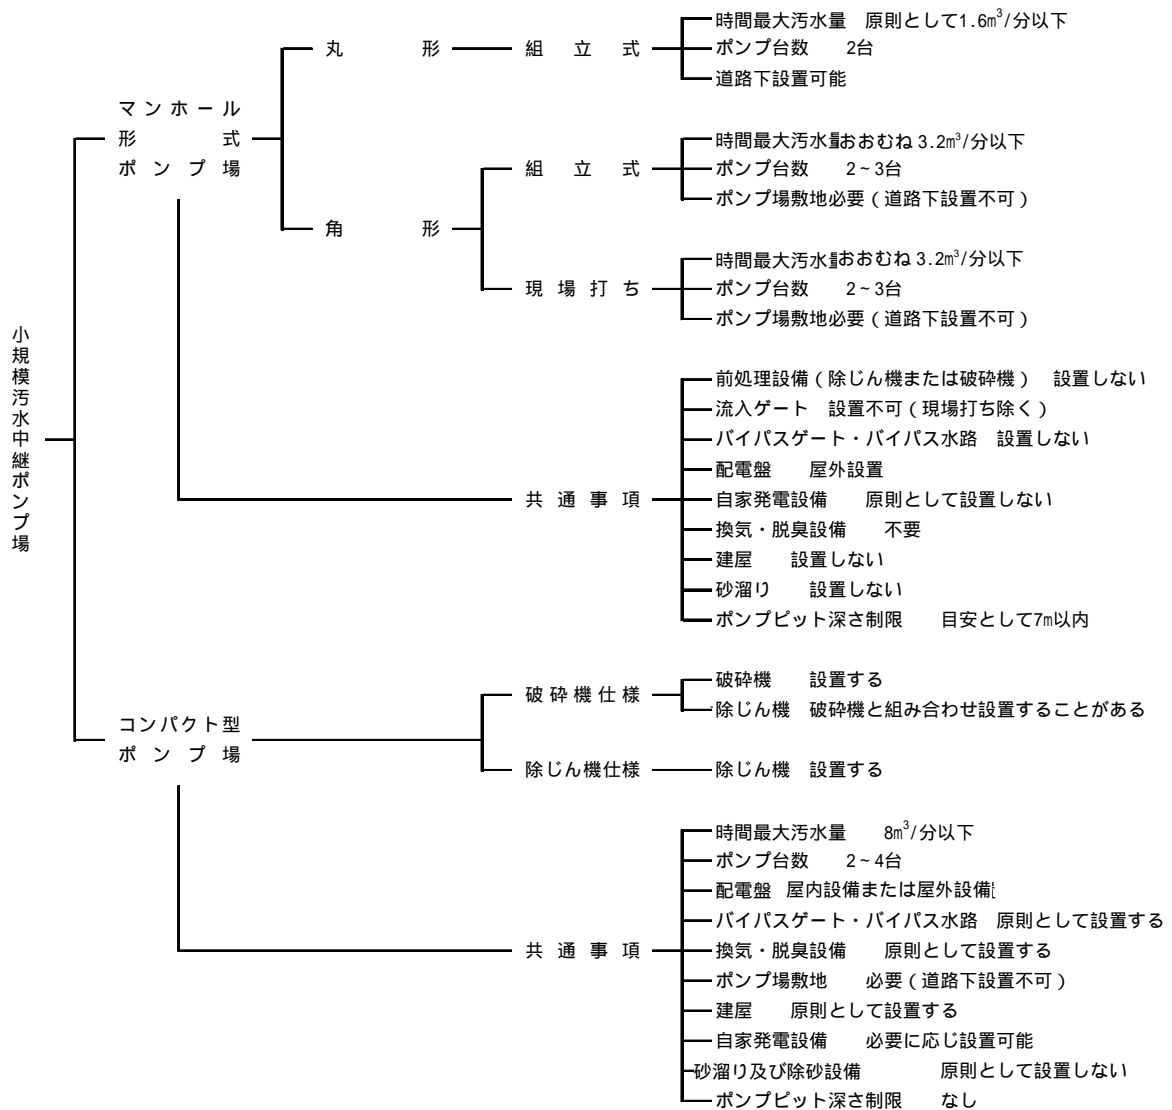 小規模汚水中継ポンプ場
マンホール
形式
ポンプ場
丸形
組立式
時間最大汚水量　原則として1.6m³/分以下
ポンプ台数　2台
道路下設置可能
角形
組立式
時間最大汚水量おおむね 3.2m³/分以下
ポンプ台数　2~3台
ポンプ場敷地必要(道路下設置不可)
現場打ち
時間最大汚水量おおむね 3.2m³/分以下
ポンプ台数　2~3台
ポンプ場敷地必要(道路下設置不可)
共通事項
前処理設備(除じん機または破砕機)　設置しない
流入ゲート　設置不可(現場打ち除く)
バイパスゲート・バイパス水路　設置しない
配電盤　屋外設置
自家発電設備　原則として設置しない
換気・脱臭設備　不要
建屋　設置しない
砂溜り　設置しない
ポンプピット深さ制限　目安として7m以内
コンパクト型
ポンプ場
破砕機仕様
破砕機　設置する
除じん機　破砕機と組み合わせ設置することがある
除じん機仕様
除じん機　設置する
共通事項
時間最大汚水量　8m³/分以下
ポンプ台数　2~4台
配電盤　屋内設備または屋外設備
バイパスゲート・バイパス水路　原則として設置する
換気・脱臭設備　原則として設置する
ポンプ場敷地　必要(道路下設置不可)
建屋　原則として設置する
自家発電設備　必要に応じ設置可能
砂溜り及び除砂設備　原則として設置しない
ポンプピット深さ制限　なし